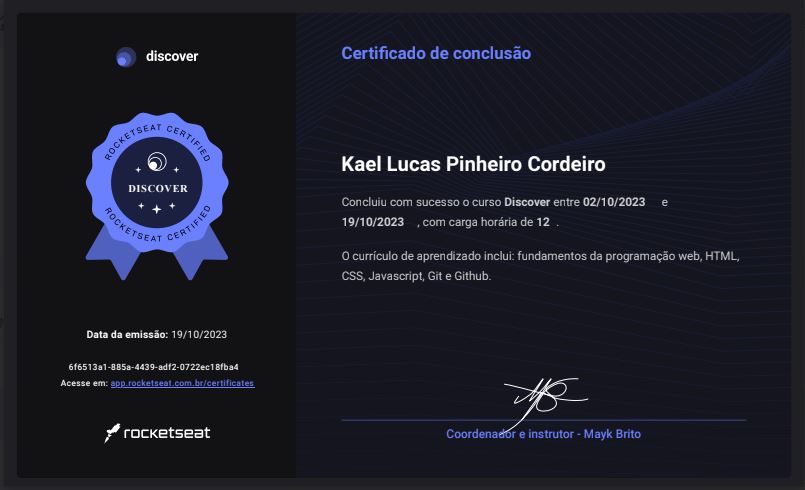 discover
ROCKETSEAT CERTIFIED
DISCOVER
ROCKETSEAT CERTIFIED
Data da emissão: 19/10/2023
6f6513a1-885a-4439-adf2-0722ec18fba4
Acesse em: app.rocketseat.com.br/certificates
rocketseat
Certificado de conclusão
Kael Lucas Pinheiro Cordeiro
Concluiu com sucesso o curso Discover entre 02/10/2023 e
19/10/2023 , com carga horária de 12 .
O currículo de aprendizado inclui: fundamentos da programação web, HTML,
CSS, Javascript, Git e Github.
Coordenador e instrutor - Mayk Brito